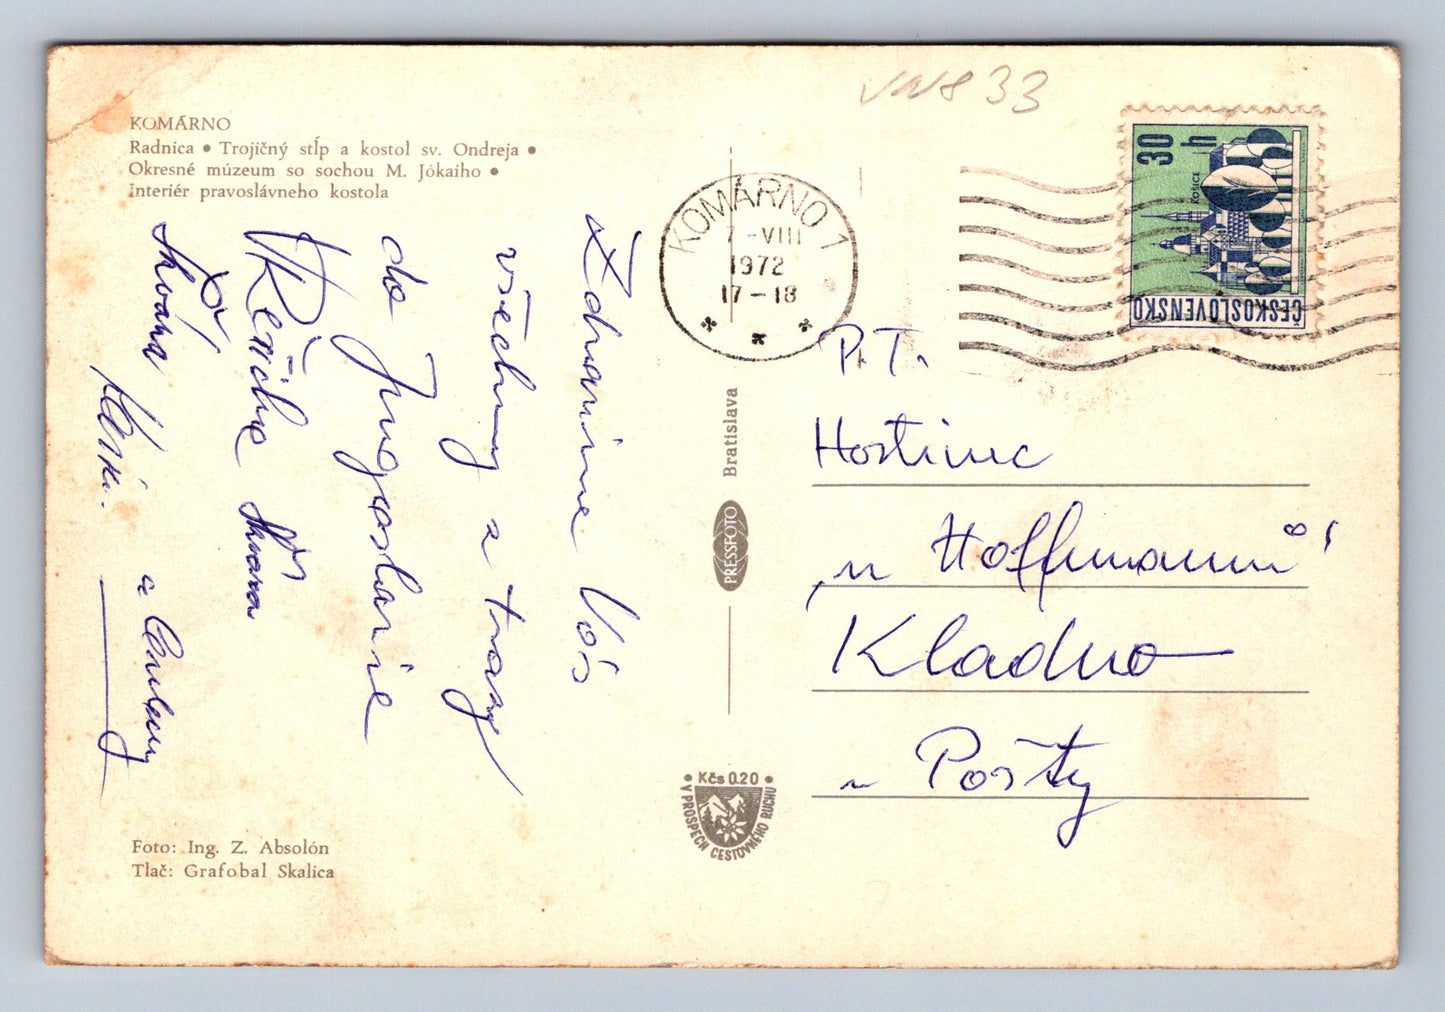 KOMÁRNO
Radnica • Trojičný stĺp a kostol sv. Ondreja •
Okresné múzeum so sochou M. Jókaiho •
Interiér pravoslávneho kostola
Zdravíme Vás
všechny z trasy
do Jugoslavie
a
Foto: Ing. Z. Absolón
Tlač: Grafobal Skalica
KOMÁRNO 1
7 -VIII
1972
17-18
Bratislava
PRESSFOTO
• Kčs 0.20 •
V PROSPECH CESTOVNÉHO RUCHU
33
30 h
KOŠICE
ČESKOSLOVENSKO
P. T.
Hostinec
„u Hoffmannů"
Kladno
u Pošty